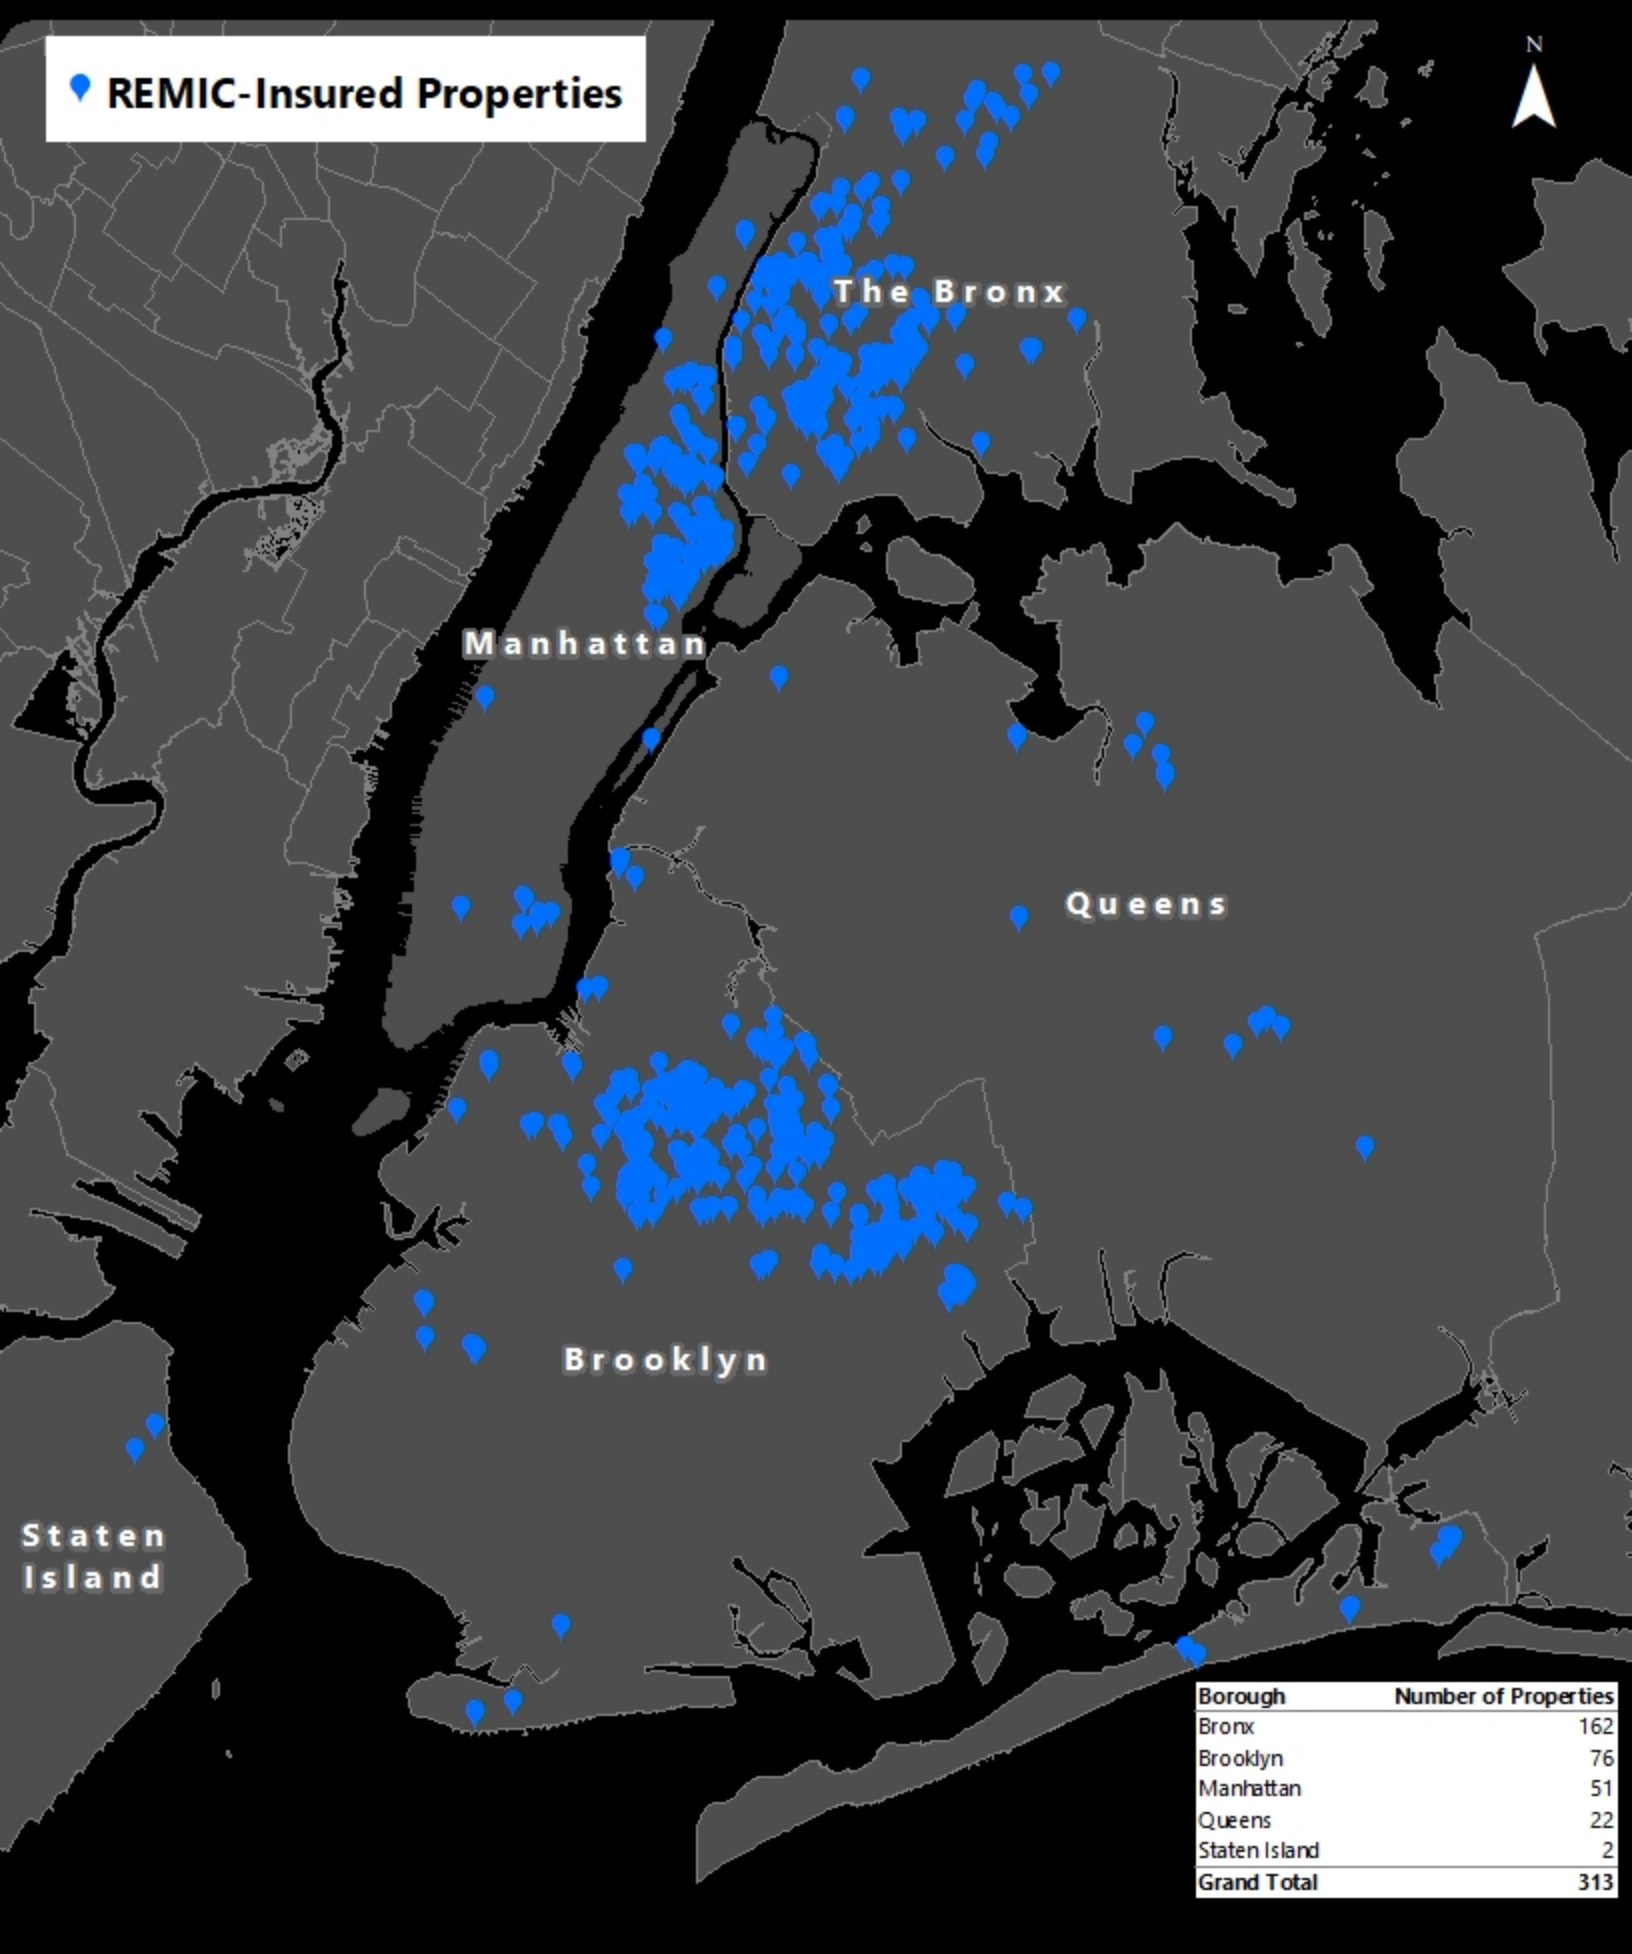 REMIC-Insured Properties
N
The Bronx
Manhattan
Queens
Brooklyn
Staten
Island
Borough Number of Properties
Bronx 162
Brooklyn 76
Manhattan 51
Queens 22
Staten Island 2
Grand Total 313